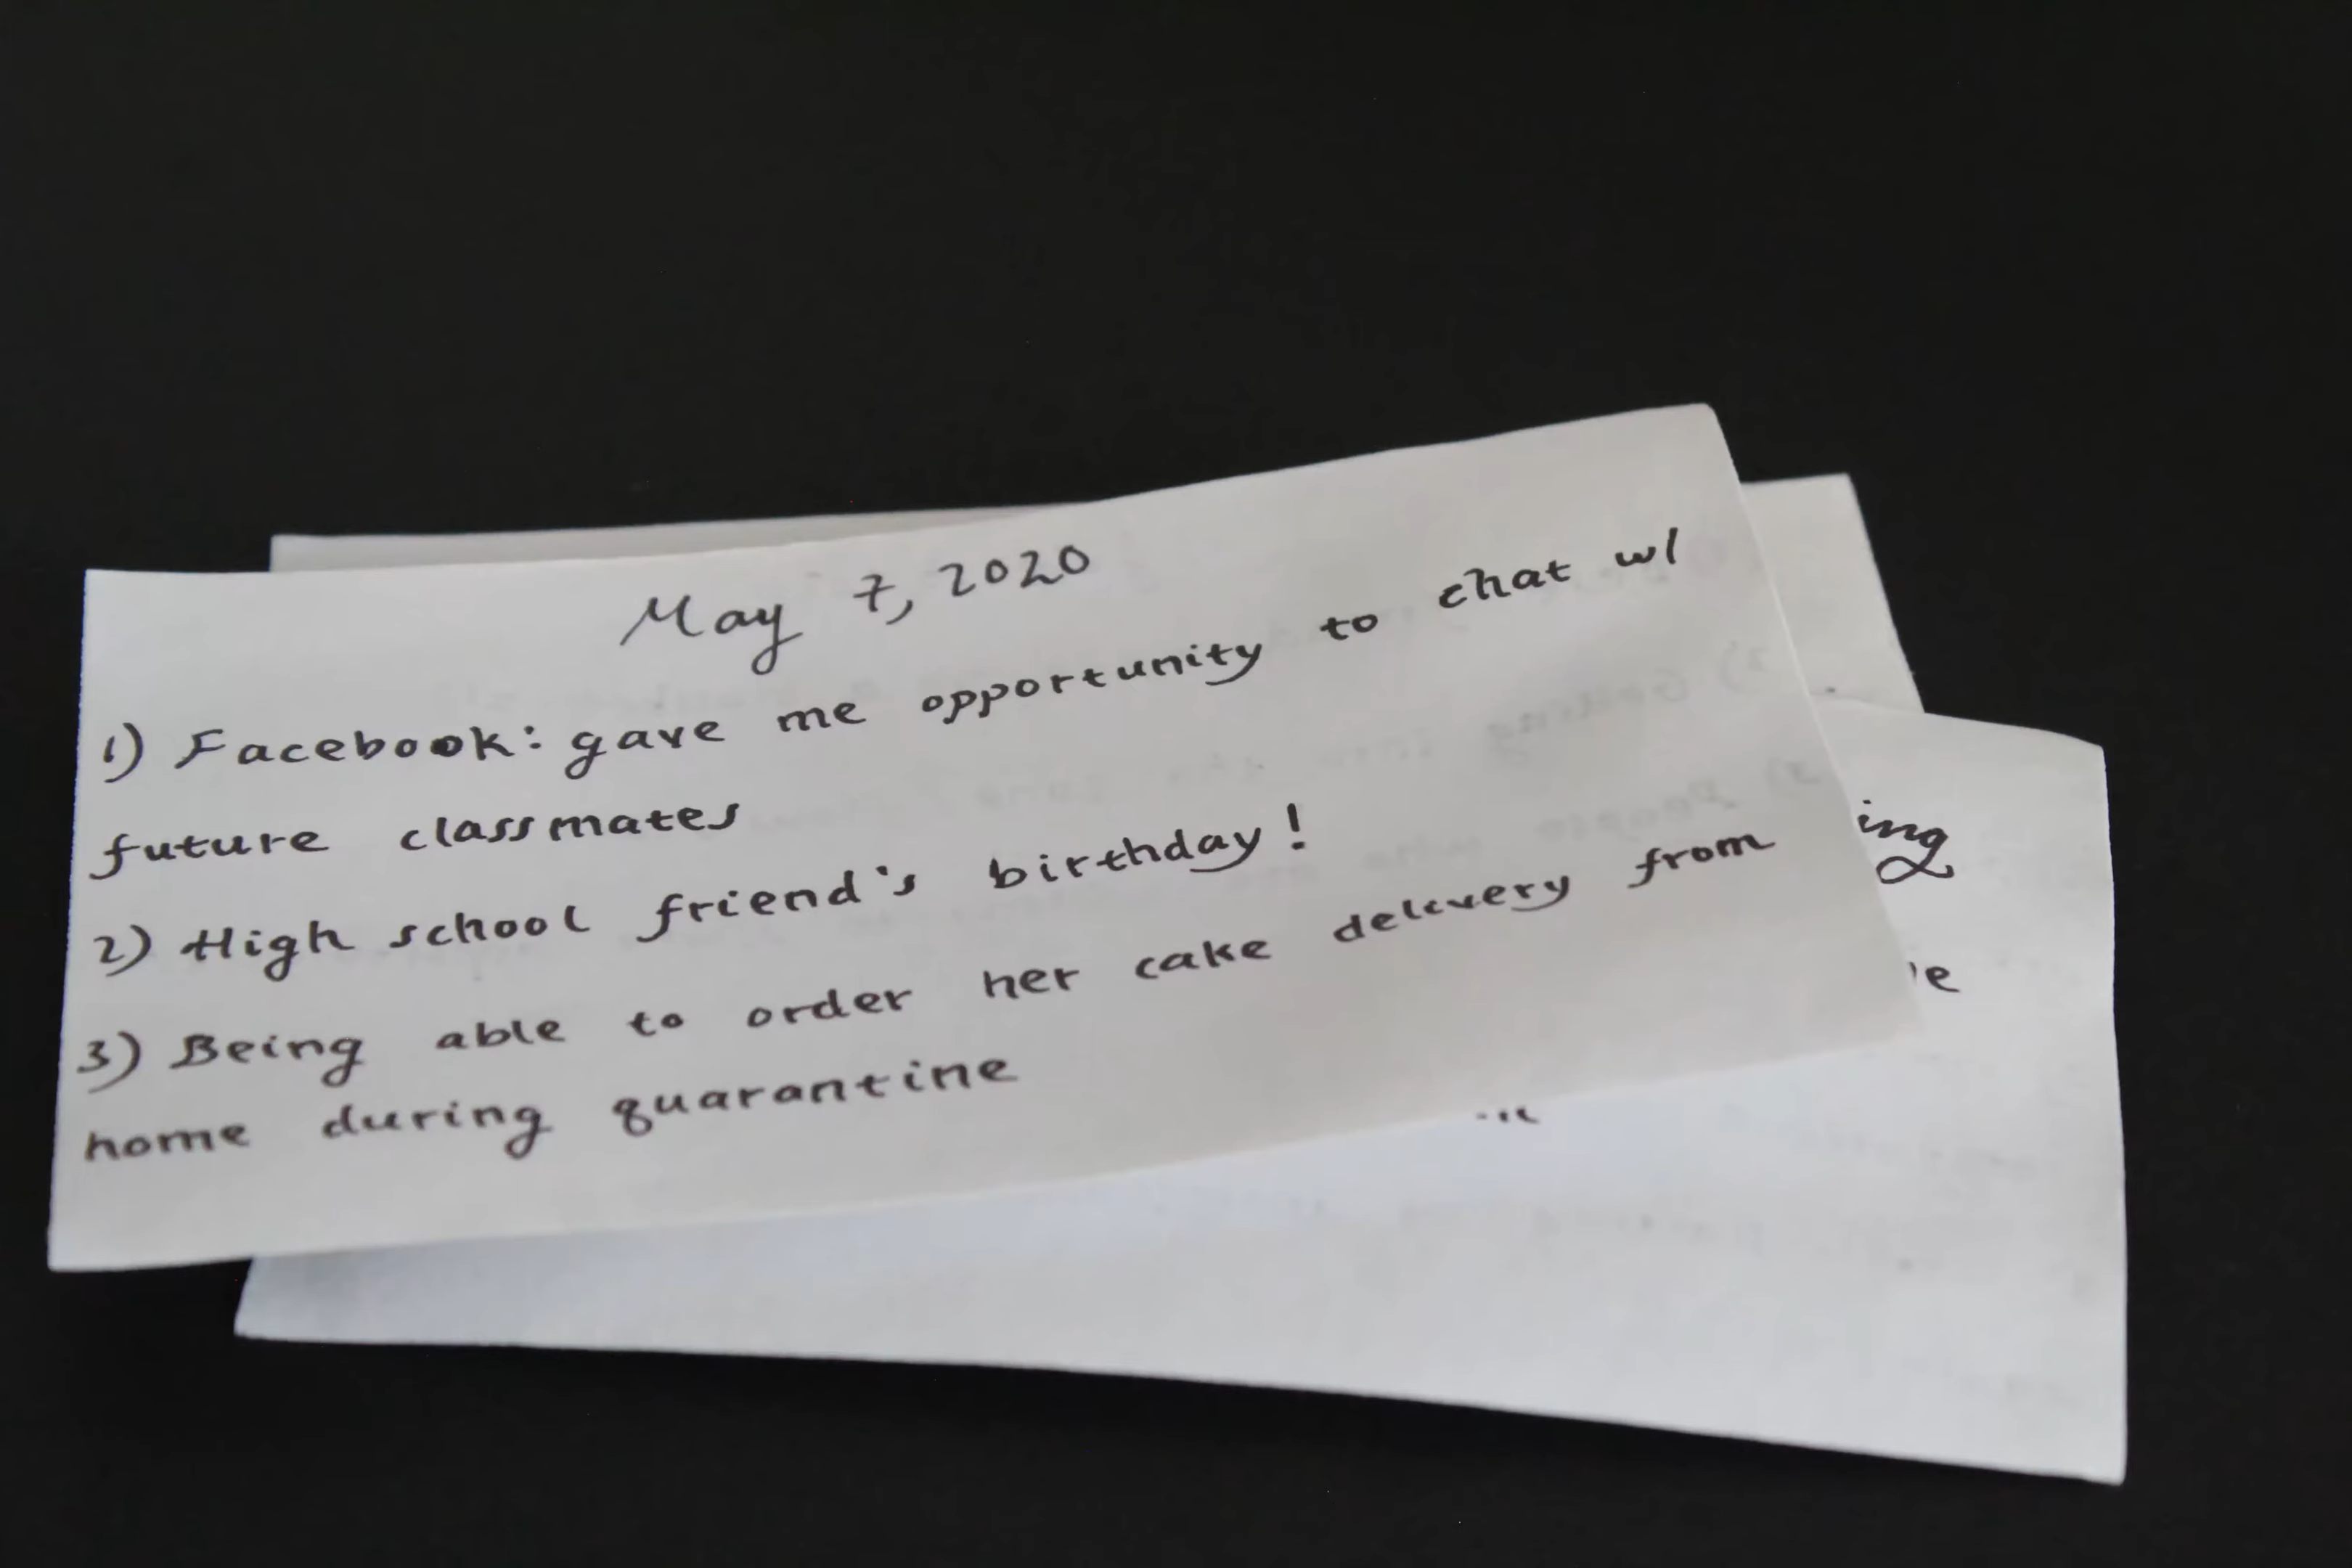 May 7, 2020
1) Facebook: gave me opportunity to chat w/
future classmates
2) High school friend's birthday!
3) Being able to order her cake delivery from
home during quarantine
ing